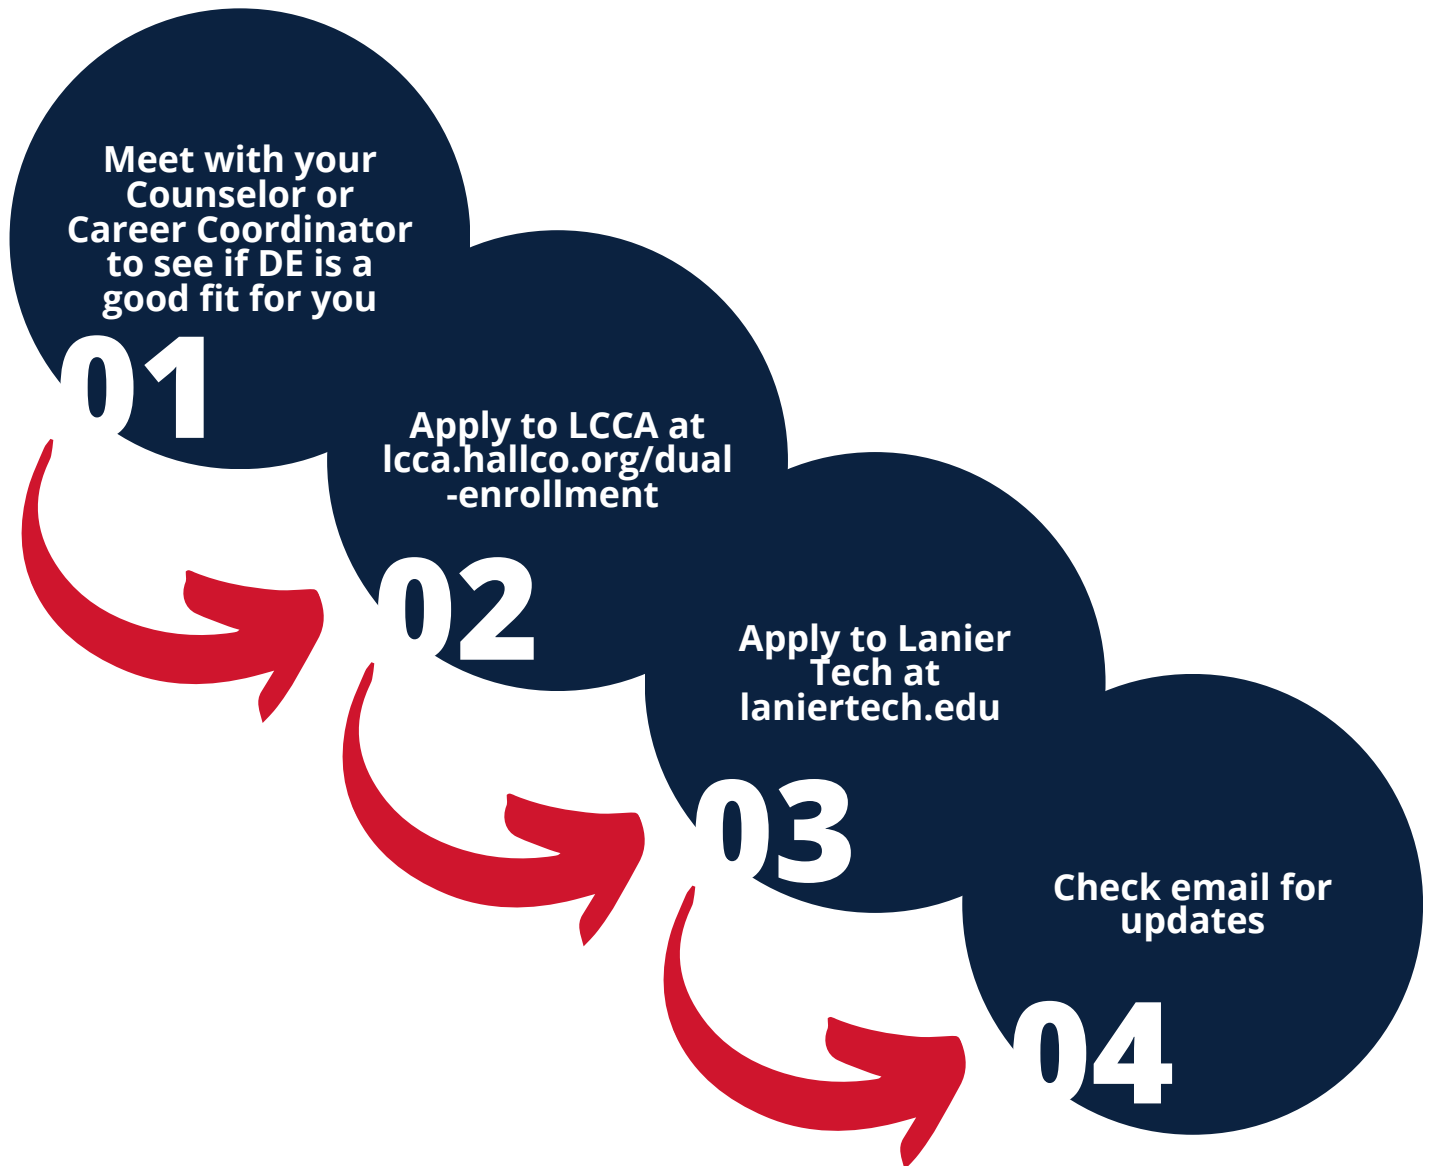 Meet with your
Counselor or
Career Coordinator
to see if DE is a
good fit for you
01
Apply to LCCA at
lcca.hallco.org/dual
-enrollment
02
Apply to Lanier
Tech at
laniertech.edu
03
Check email for
updates
04